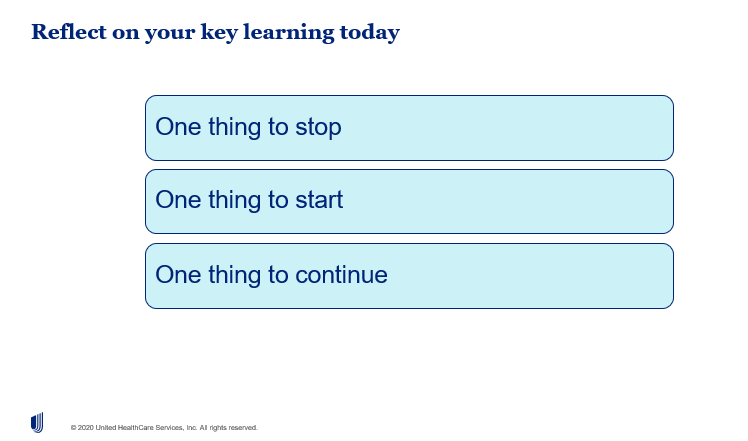 Reflect on your key learning today
One thing to stop
One thing to start
One thing to continue
© 2020 United HealthCare Services, Inc. All rights reserved.